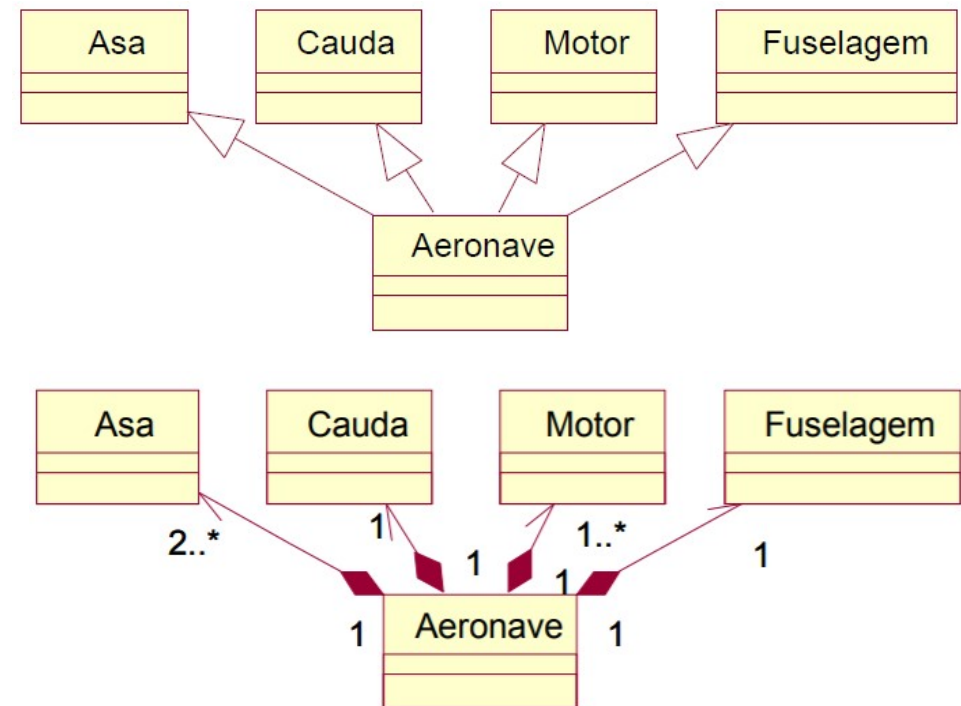 Asa Cauda Motor Fuselagem
Aeronave
Asa Cauda Motor Fuselagem
2..* 1 1 1..* 1 1
1 Aeronave 1